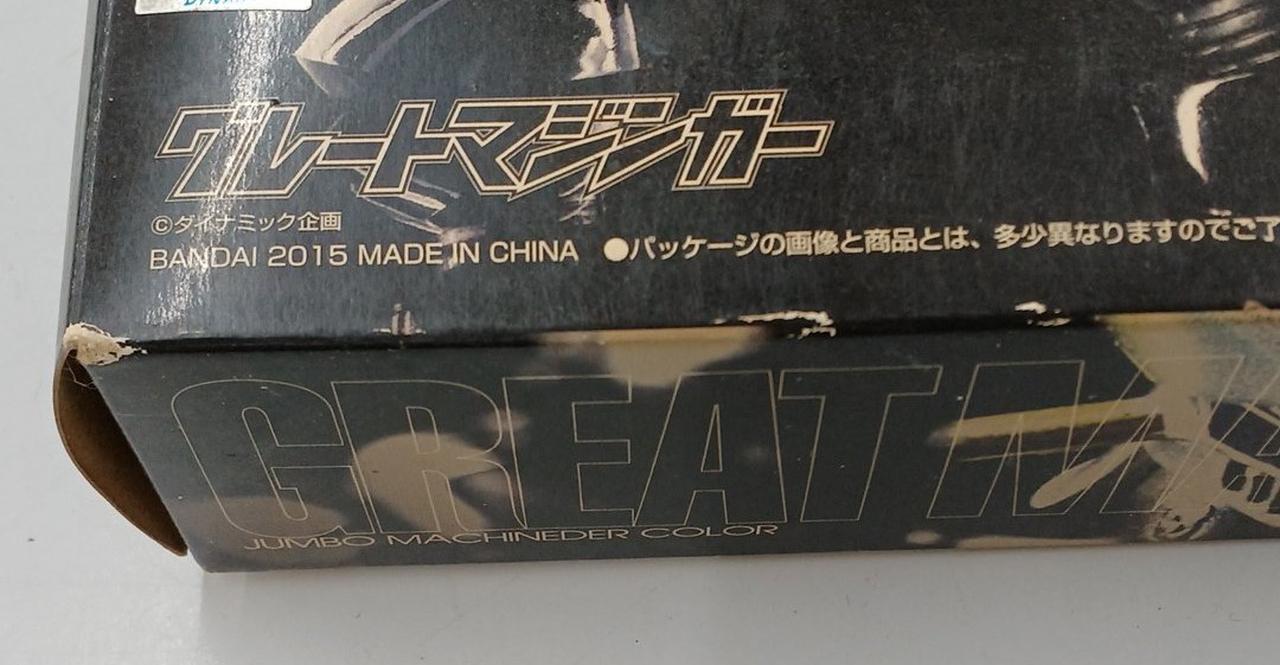 グレートマジンガー
©ダイナミック企画
BANDAI 2015 MADE IN CHINA ●パッケージの画像と商品とは、多少異なりますのでご了
GREAT MA
JUMBO MACHINEDER COLOR